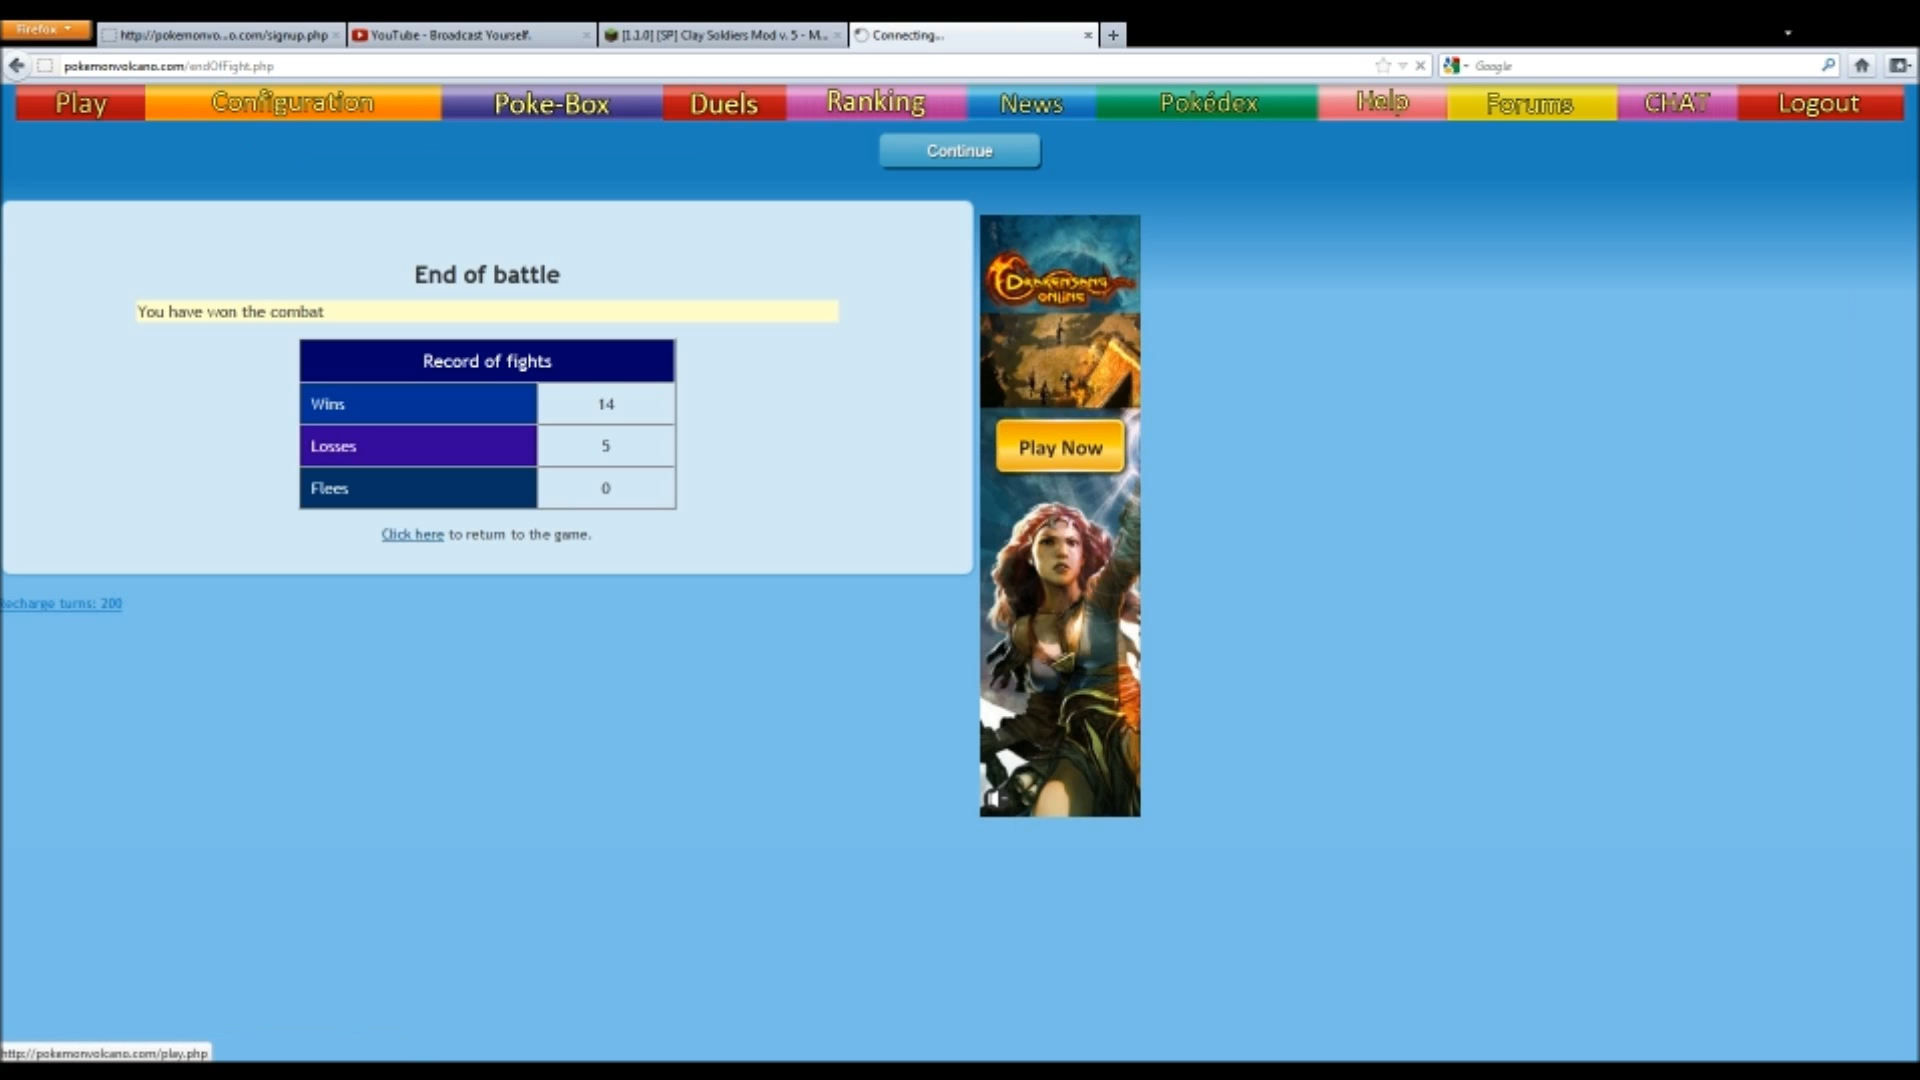 Firefox
http://pokemonvo...o.com/signup.php
YouTube - Broadcast Yourself.
[1.1.0] [SP] Clay Soldiers Mod v. 5 - M...
Connecting...
pokemonvolcano.com/endOfFight.php
Google
Play
Configuration
Poke-Box
Duels
Ranking
News
Pokédex
Help
Forums
CHAT
Logout
Continue
End of battle
You have won the combat
Record of fights
Wins 14
Losses 5
Flees 0
Click here to return to the game.
Recharge turns: 200
DRAKENSANG
ONLINE
Play Now
http://pokemonvolcano.com/play.php